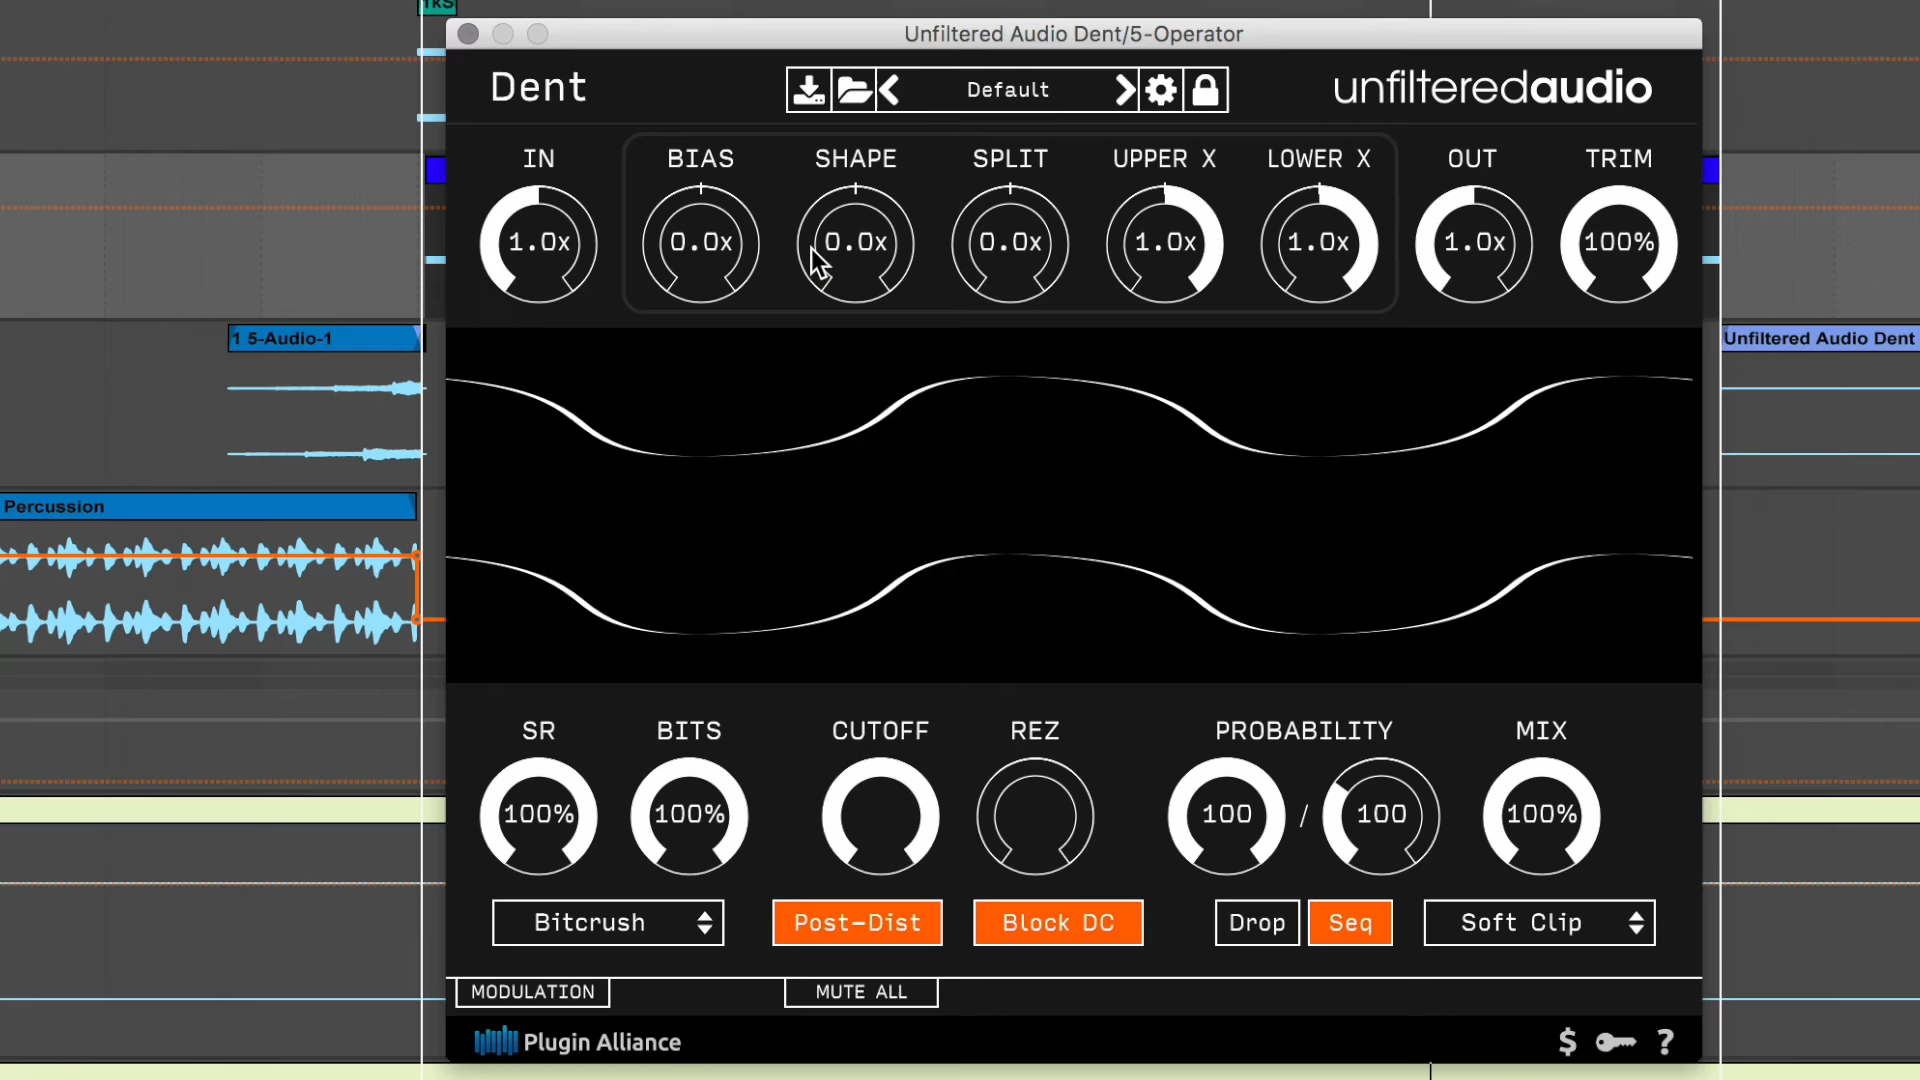 Unfiltered Audio Dent/5-Operator
Dent
Default
unfilteredaudio
IN BIAS SHAPE SPLIT UPPER X LOWER X OUT TRIM
1.0x 0.0x 0.0x 0.0x 1.0x 1.0x 1.0x 100%
1 5-Audio-1
Unfiltered Audio Dent
Percussion
SR BITS CUTOFF REZ PROBABILITY MIX
100% 100% 100 / 100 100%
Bitcrush Post-Dist Block DC Drop Seq Soft Clip
MODULATION MUTE ALL
Plugin Alliance $ ?